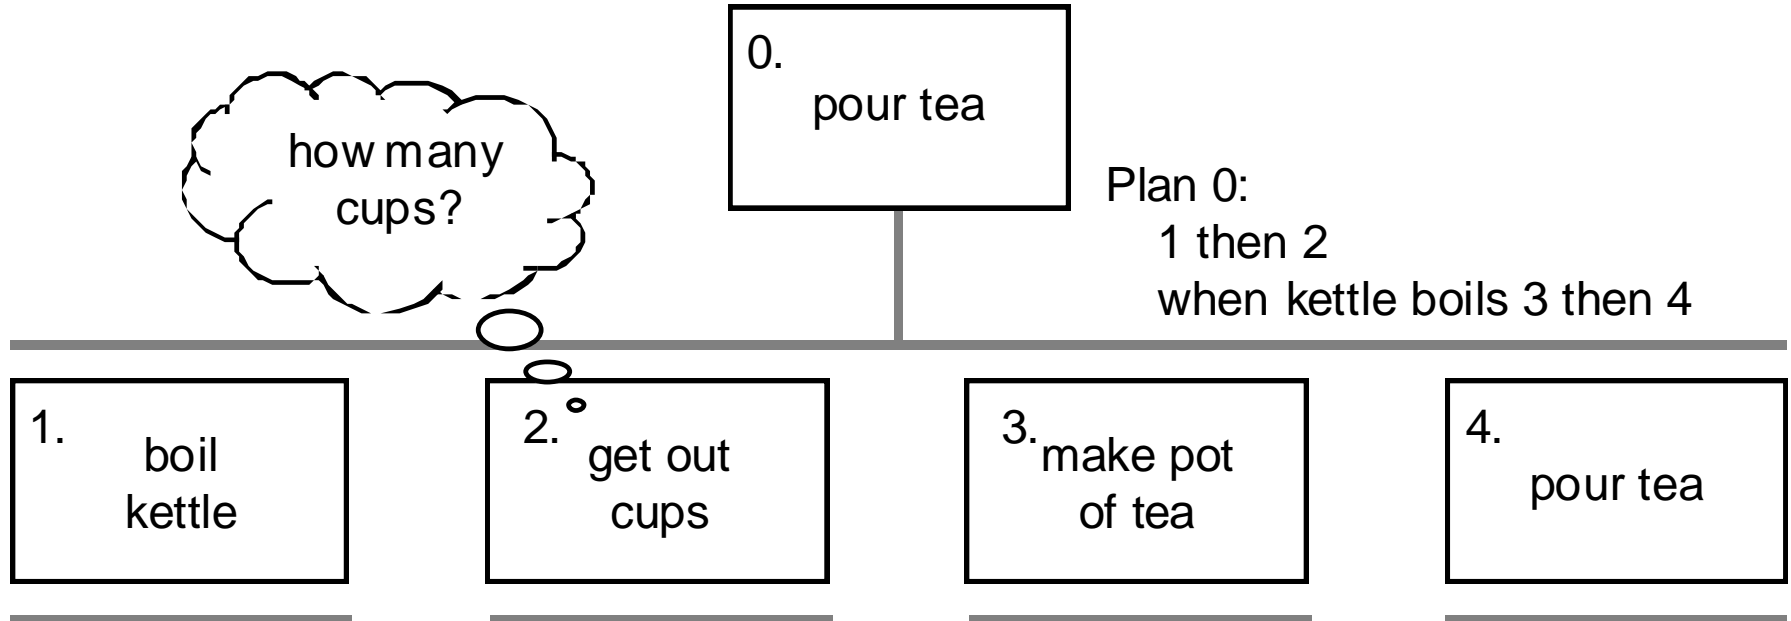 0.
pour tea
how many
cups?
Plan 0:
1 then 2
when kettle boils 3 then 4
1.
boil
kettle
2.
get out
cups
3.
make pot
of tea
4.
pour tea